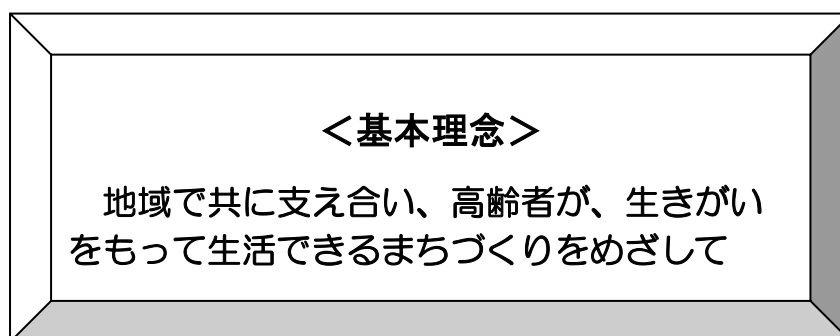 ＜基本理念＞
地域で共に支え合い、高齢者が、生きがい
をもって生活できるまちづくりをめざして